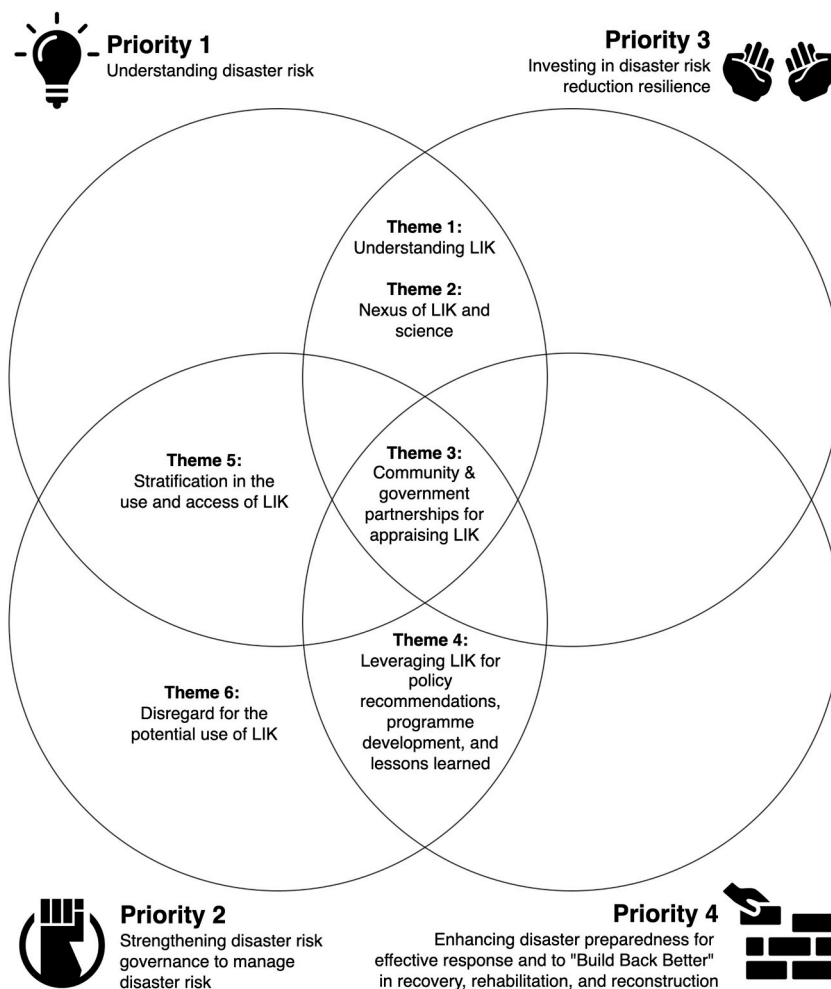 Priority 1
Understanding disaster risk
Priority 3
Investing in disaster risk
reduction resilience
Theme 1:
Understanding LIK
Theme 2:
Nexus of LIK and
science
Theme 5:
Stratification in the
use and access of LIK
Theme 3:
Community &
government
partnerships for
appraising LIK
Theme 6:
Disregard for the
potential use of LIK
Theme 4:
Leveraging LIK for
policy
recommendations,
programme
development, and
lessons learned
Priority 2
Strengthening disaster risk
governance to manage
disaster risk
Priority 4
Enhancing disaster preparedness for
effective response and to "Build Back Better"
in recovery, rehabilitation, and reconstruction